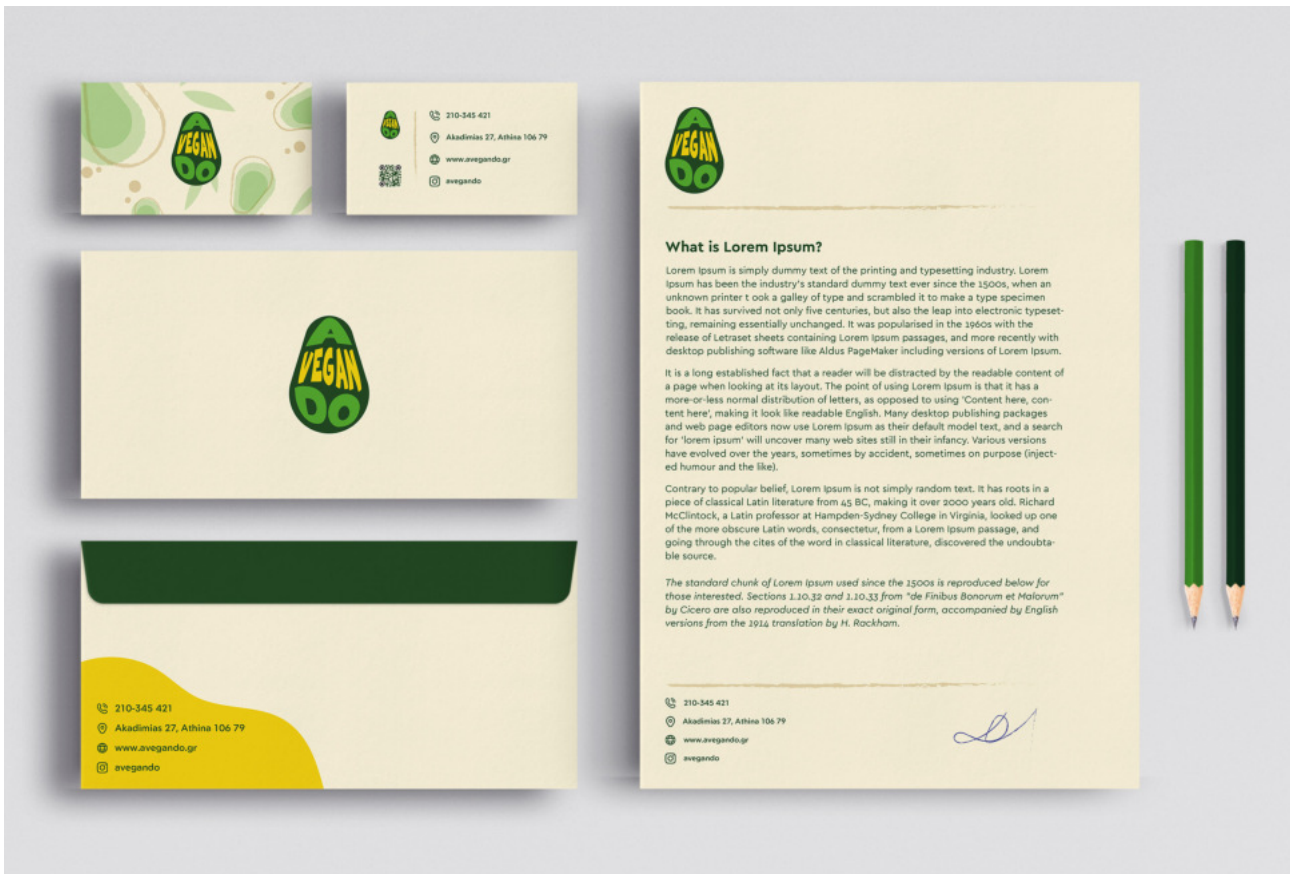 A
VEGAN
DO
A
VEGAN
DO
210-345 421
Akadimias 27, Athina 106 79
www.avegando.gr
avegando
A
VEGAN
DO
210-345 421
Akadimias 27, Athina 106 79
www.avegando.gr
avegando
A
VEGAN
DO
What is Lorem Ipsum?
Lorem Ipsum is simply dummy text of the printing and typesetting industry. Lorem
Ipsum has been the industry's standard dummy text ever since the 1500s, when an
unknown printer t ook a galley of type and scrambled it to make a type specimen
book. It has survived not only five centuries, but also the leap into electronic typeset-
ting, remaining essentially unchanged. It was popularised in the 1960s with the
release of Letraset sheets containing Lorem Ipsum passages, and more recently with
desktop publishing software like Aldus PageMaker including versions of Lorem Ipsum.
It is a long established fact that a reader will be distracted by the readable content of
a page when looking at its layout. The point of using Lorem Ipsum is that it has a
more-or-less normal distribution of letters, as opposed to using 'Content here, con-
tent here', making it look like readable English. Many desktop publishing packages
and web page editors now use Lorem Ipsum as their default model text, and a search
for 'lorem ipsum' will uncover many web sites still in their infancy. Various versions
have evolved over the years, sometimes by accident, sometimes on purpose (inject-
ed humour and the like).
Contrary to popular belief, Lorem Ipsum is not simply random text. It has roots in a
piece of classical Latin literature from 45 BC, making it over 2000 years old. Richard
McClintock, a Latin professor at Hampden-Sydney College in Virginia, looked up one
of the more obscure Latin words, consectetur, from a Lorem Ipsum passage, and
going through the cites of the word in classical literature, discovered the undoubta-
ble source.
The standard chunk of Lorem Ipsum used since the 1500s is reproduced below for
those interested. Sections 1.10.32 and 1.10.33 from "de Finibus Bonorum et Malorum"
by Cicero are also reproduced in their exact original form, accompanied by English
versions from the 1914 translation by H. Rackham.
210-345 421
Akadimias 27, Athina 106 79
www.avegando.gr
avegando